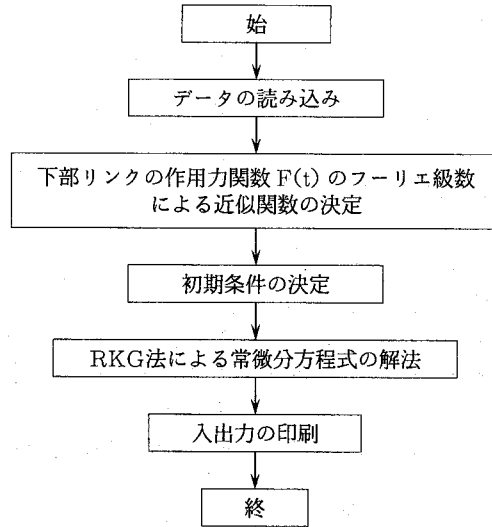 始
データの読み込み
下部リンクの作用力関数 F(t) のフーリエ級数
による近似関数の決定
初期条件の決定
RKG法による常微分方程式の解法
入出力の印刷
終